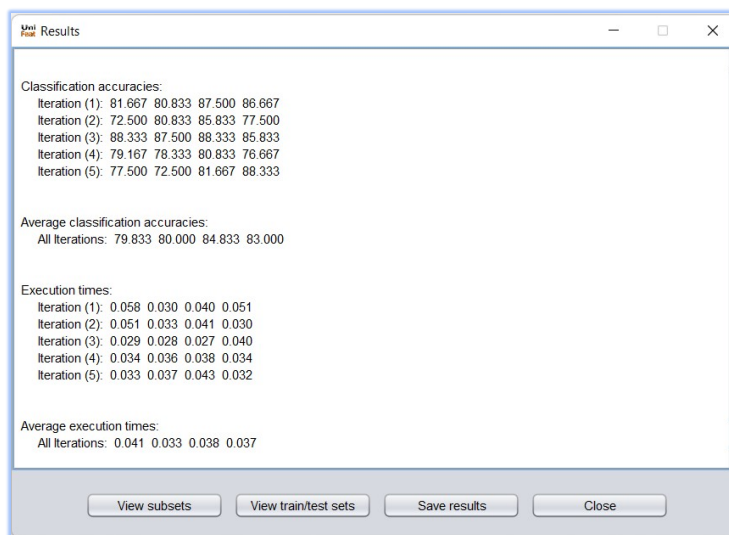 Uni
Feat Results
Classification accuracies:
Iteration (1): 81.667 80.833 87.500 86.667
Iteration (2): 72.500 80.833 85.833 77.500
Iteration (3): 88.333 87.500 88.333 85.833
Iteration (4): 79.167 78.333 80.833 76.667
Iteration (5): 77.500 72.500 81.667 88.333
Average classification accuracies:
All Iterations: 79.833 80.000 84.833 83.000
Execution times:
Iteration (1): 0.058 0.030 0.040 0.051
Iteration (2): 0.051 0.033 0.041 0.030
Iteration (3): 0.029 0.028 0.027 0.040
Iteration (4): 0.034 0.036 0.038 0.034
Iteration (5): 0.033 0.037 0.043 0.032
Average execution times:
All Iterations: 0.041 0.033 0.038 0.037
View subsets View train/test sets Save results Close